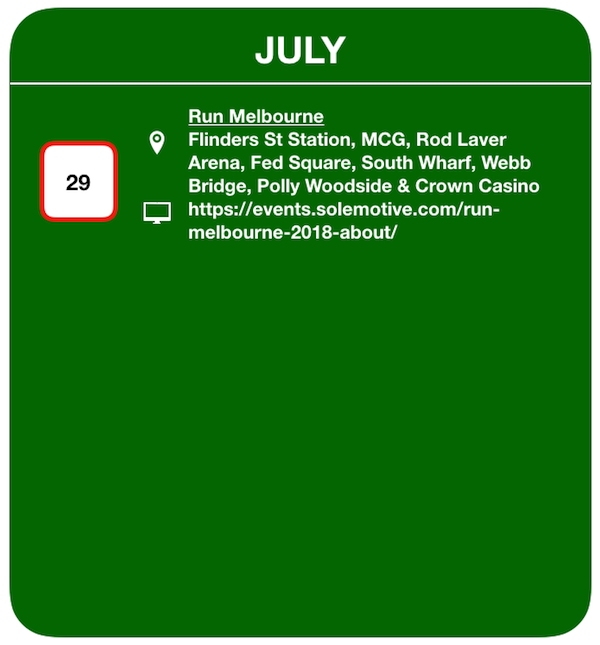 JULY
29
Run Melbourne
Flinders St Station, MCG, Rod Laver
Arena, Fed Square, South Wharf, Webb
Bridge, Polly Woodside & Crown Casino
https://events.solemotive.com/run-
melbourne-2018-about/